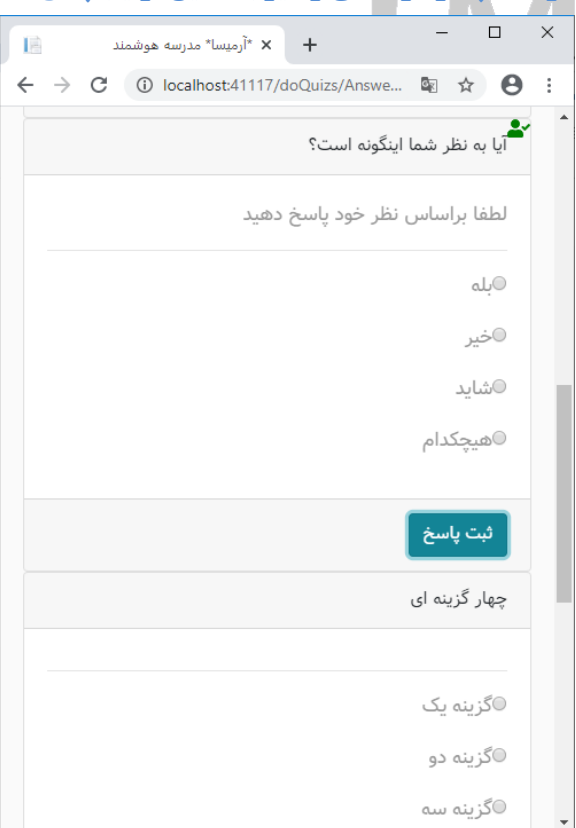 *آرمیسا* مدرسه هوشمند
localhost:41117/doQuizs/Answe...
آیا به نظر شما اینگونه است؟
لطفا براساس نظر خود پاسخ دهید
بله
خیر
شاید
هیچکدام
ثبت پاسخ
چهار گزینه ای
گزینه یک
گزینه دو
گزینه سه